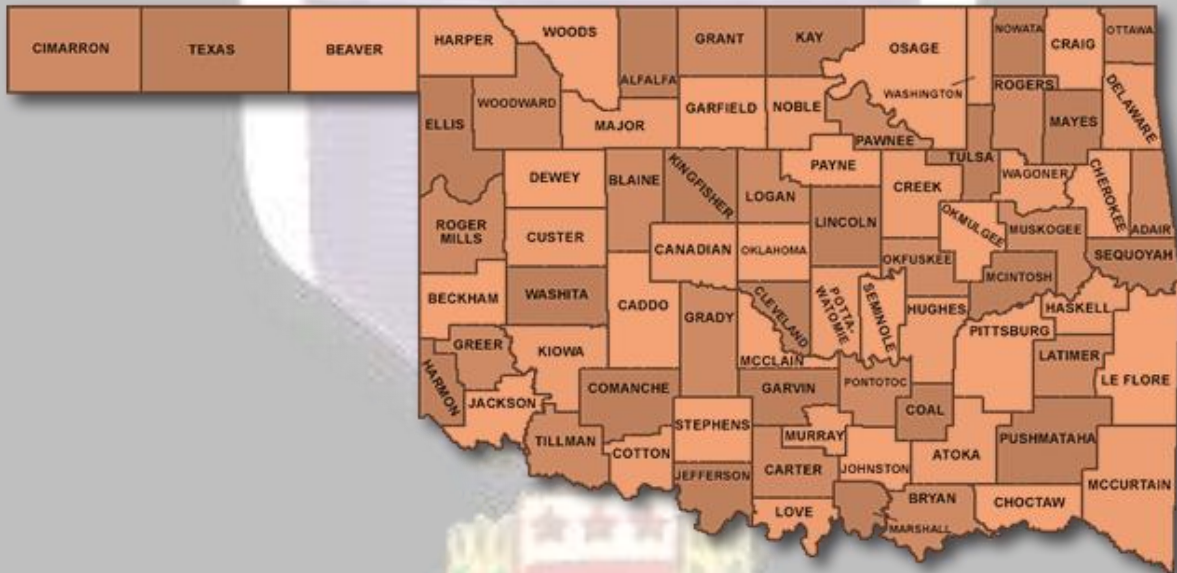 CIMARRON
TEXAS
BEAVER
HARPER
WOODS
ALFALFA
GRANT
KAY
OSAGE
WASHINGTON
NOWATA
CRAIG
OTTAWA
ELLIS
WOODWARD
MAJOR
GARFIELD
NOBLE
PAWNEE
ROGERS
MAYES
DELAWARE
DEWEY
BLAINE
KINGFISHER
LOGAN
PAYNE
CREEK
TULSA
WAGONER
CHEROKEE
ADAIR
ROGER
MILLS
CUSTER
CANADIAN
OKLAHOMA
LINCOLN
OKFUSKEE
OKMULGEE
MUSKOGEE
SEQUOYAH
BECKHAM
WASHITA
CADDO
GRADY
CLEVELAND
POTTA-
WATOMIE
SEMINOLE
HUGHES
MCINTOSH
HASKELL
PITTSBURG
GREER
KIOWA
MCCLAIN
LATIMER
LE FLORE
HARMON
JACKSON
COMANCHE
GARVIN
PONTOTOC
COAL
TILLMAN
COTTON
STEPHENS
MURRAY
JOHNSTON
ATOKA
PUSHMATAHA
JEFFERSON
CARTER
LOVE
MARSHALL
BRYAN
CHOCTAW
MCCURTAIN